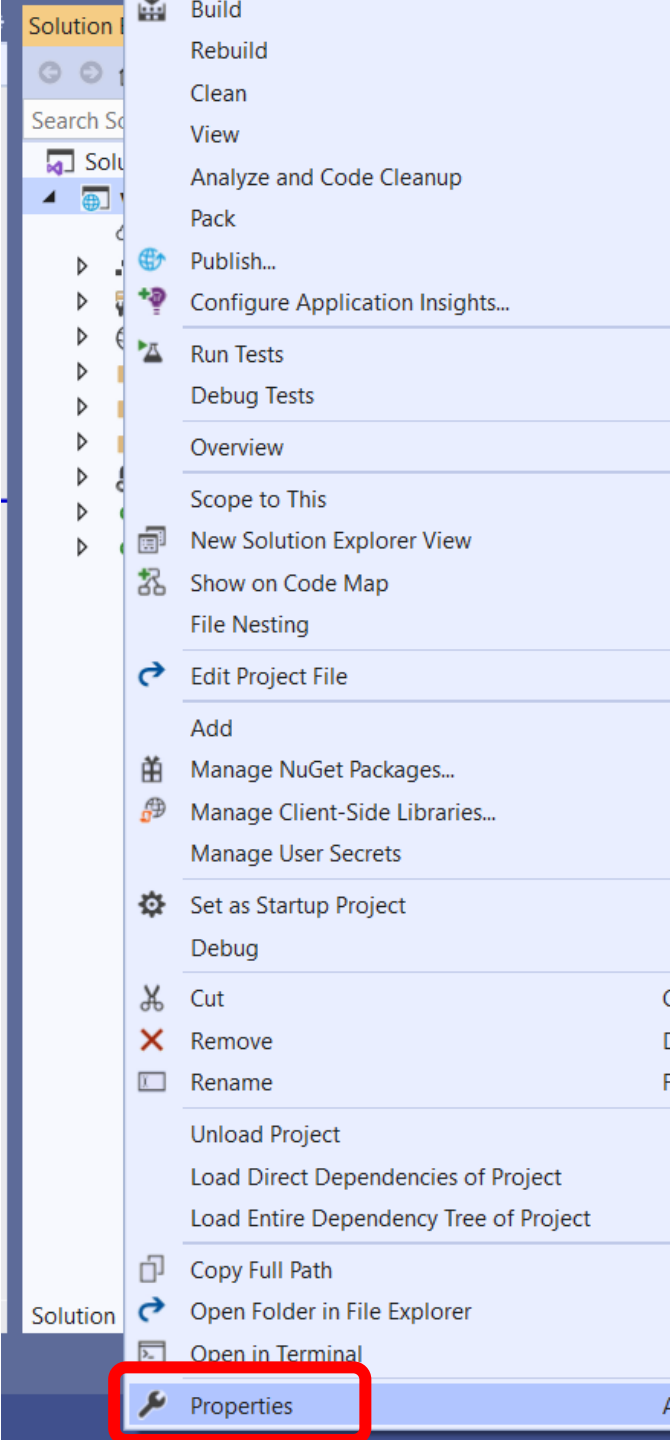 Solution
Search
Solu
Build
Rebuild
Clean
View
Analyze and Code Cleanup
Pack
Publish...
Configure Application Insights...
Run Tests
Debug Tests
Overview
Scope to This
New Solution Explorer View
Show on Code Map
File Nesting
Edit Project File
Add
Manage NuGet Packages...
Manage Client-Side Libraries...
Manage User Secrets
Set as Startup Project
Debug
Cut
Remove
Rename
Unload Project
Load Direct Dependencies of Project
Load Entire Dependency Tree of Project
Copy Full Path
Open Folder in File Explorer
Open in Terminal
Properties
Solution